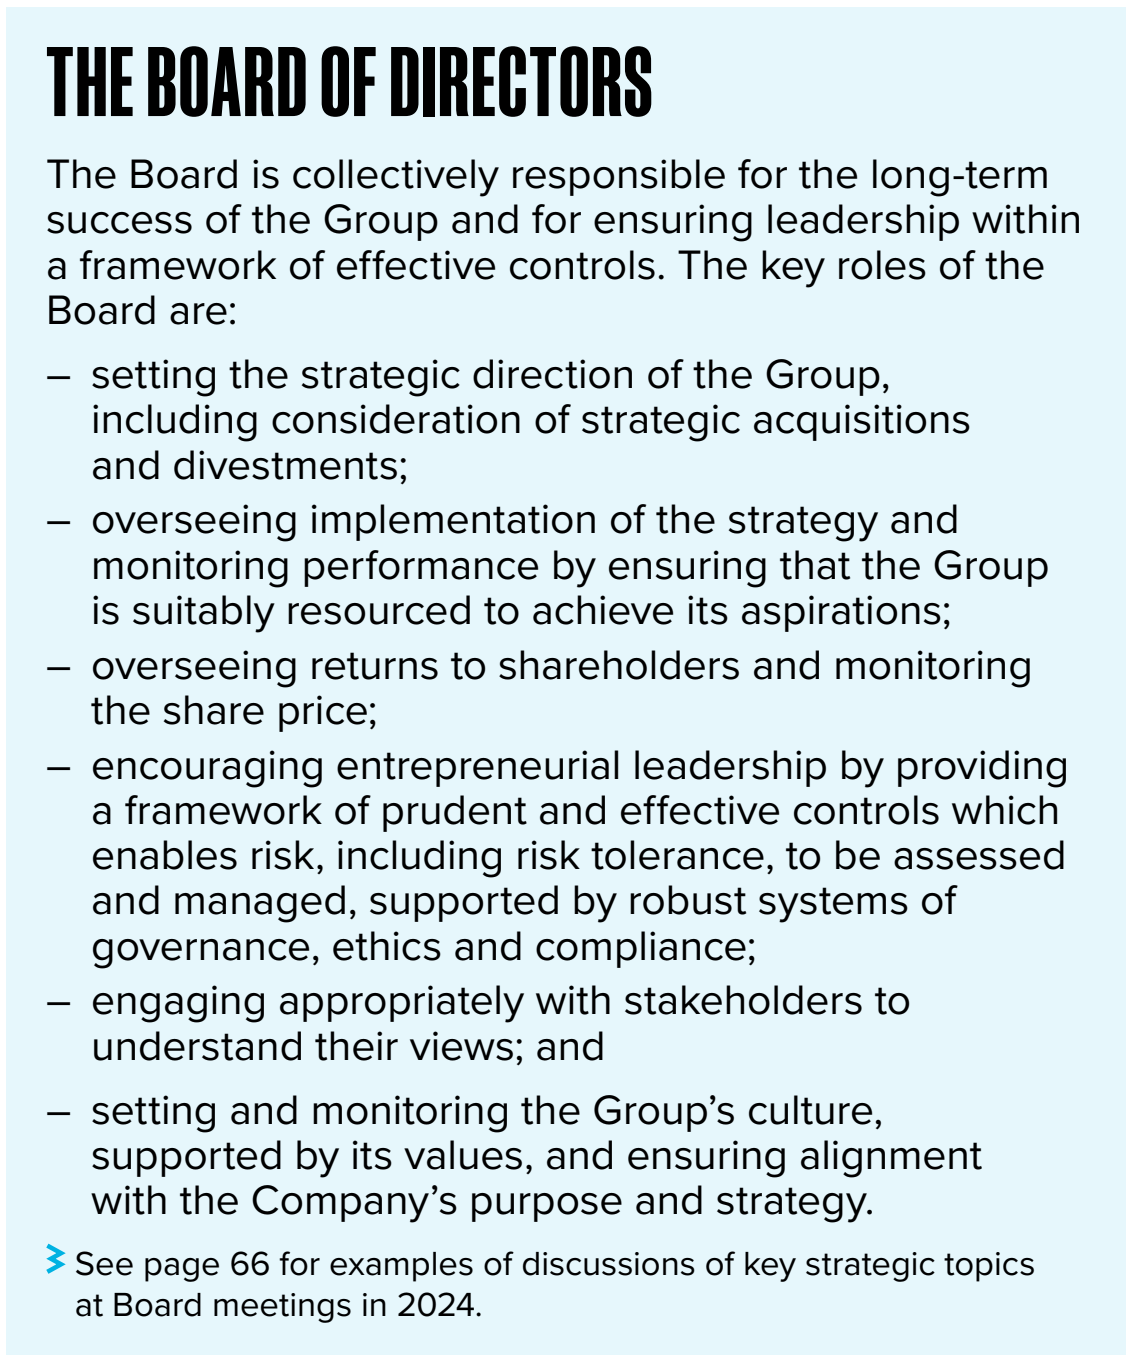 THE BOARD OF DIRECTORS
The Board is collectively responsible for the long-term
success of the Group and for ensuring leadership within
a framework of effective controls. The key roles of the
Board are:
– setting the strategic direction of the Group,
including consideration of strategic acquisitions
and divestments;
– overseeing implementation of the strategy and
monitoring performance by ensuring that the Group
is suitably resourced to achieve its aspirations;
– overseeing returns to shareholders and monitoring
the share price;
– encouraging entrepreneurial leadership by providing
a framework of prudent and effective controls which
enables risk, including risk tolerance, to be assessed
and managed, supported by robust systems of
governance, ethics and compliance;
– engaging appropriately with stakeholders to
understand their views; and
– setting and monitoring the Group’s culture,
supported by its values, and ensuring alignment
with the Company’s purpose and strategy.
See page 66 for examples of discussions of key strategic topics
at Board meetings in 2024.